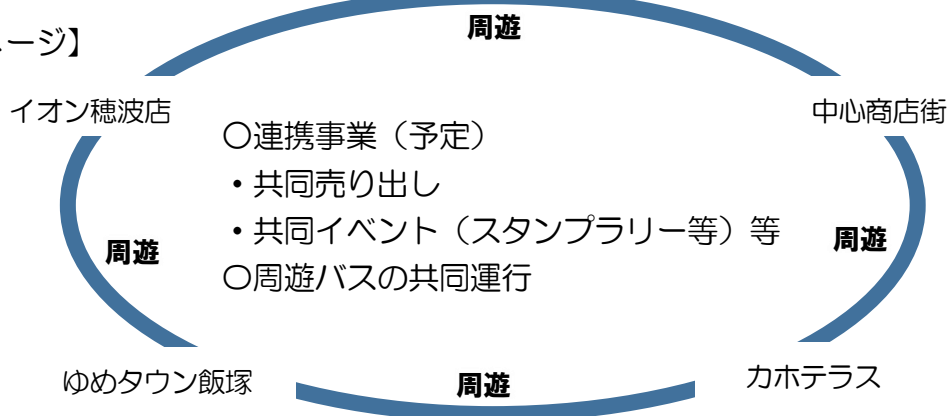 周遊
ージ】
イオン穂波店
中心商店街
〇連携事業（予定）
・共同売り出し
・共同イベント（スタンプラリー等）等
周遊
周遊
〇周遊バスの共同運行
ゆめタウン飯塚
周遊
カホテラス